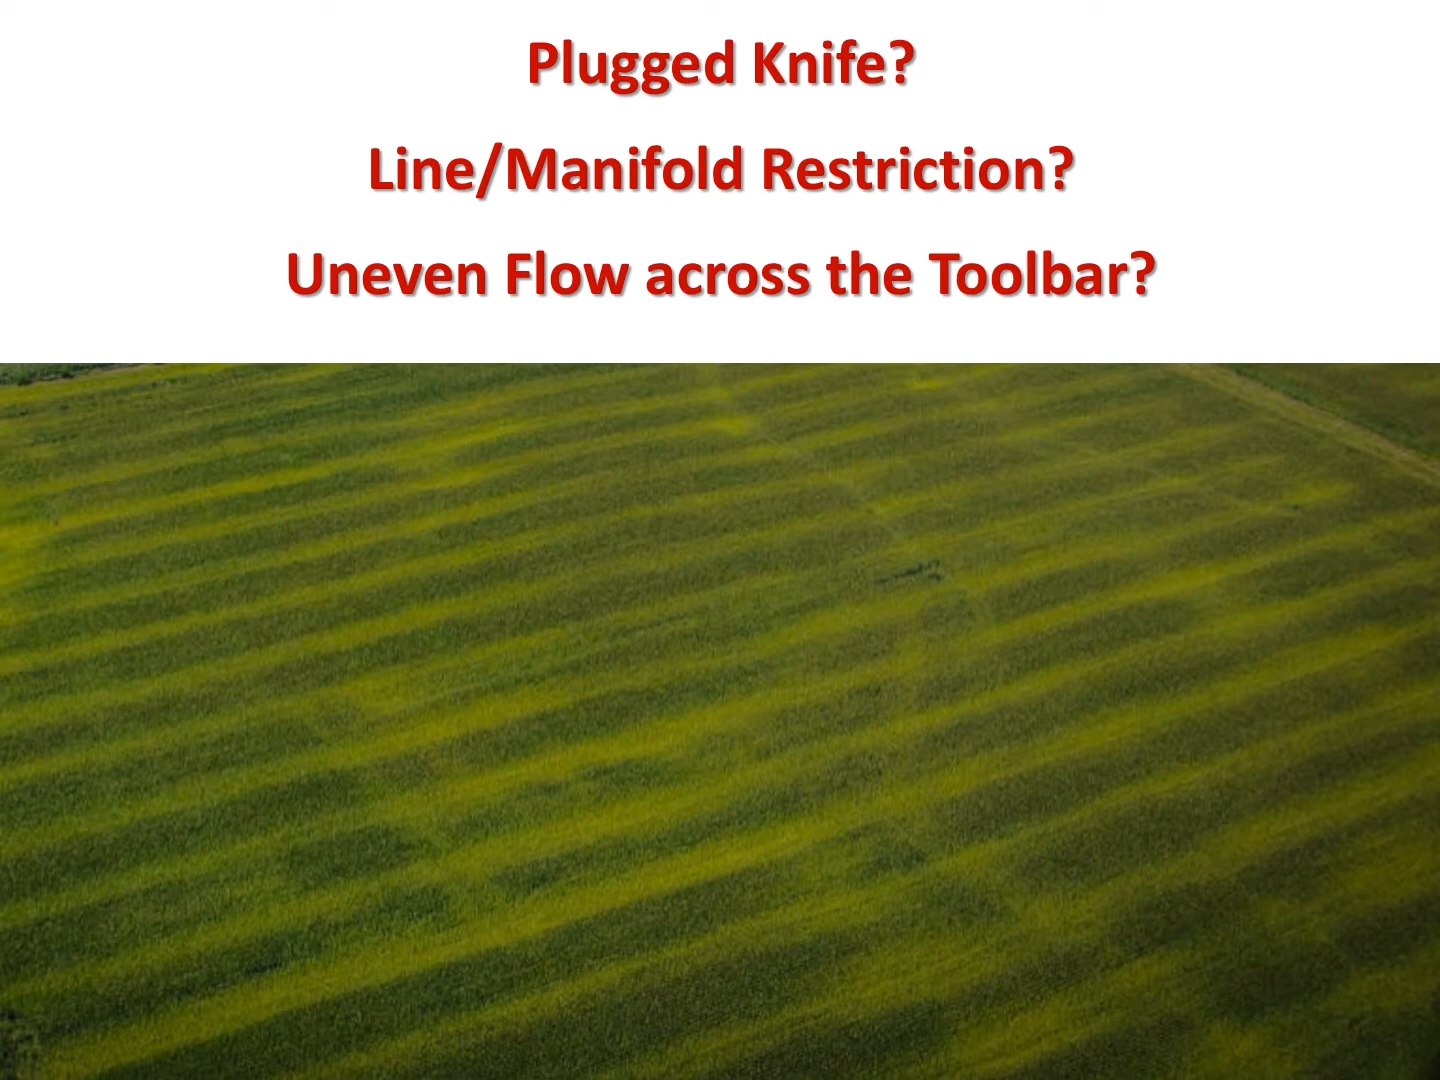 Plugged Knife?
Line/Manifold Restriction?
Uneven Flow across the Toolbar?